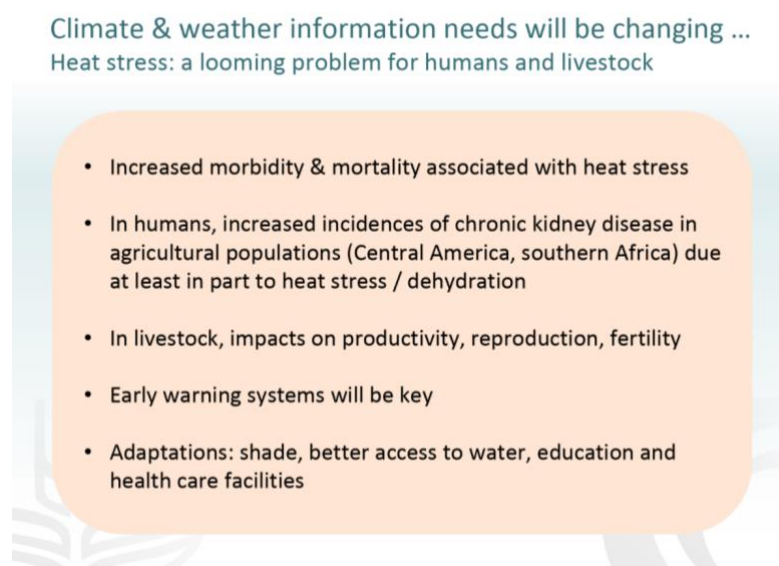 Climate & weather information needs will be changing ...
Heat stress: a looming problem for humans and livestock
• Increased morbidity & mortality associated with heat stress
• In humans, increased incidences of chronic kidney disease in
agricultural populations (Central America, southern Africa) due
at least in part to heat stress / dehydration
• In livestock, impacts on productivity, reproduction, fertility
• Early warning systems will be key
• Adaptations: shade, better access to water, education and
health care facilities